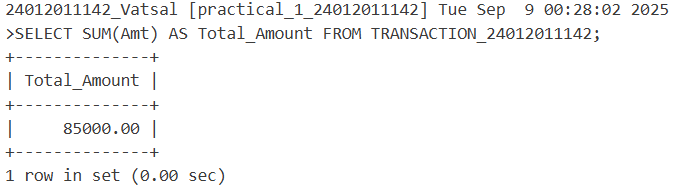 24012011142_Vatsal [practical_1_24012011142] Tue Sep  9 00:28:02 2025
>SELECT SUM(Amt) AS Total_Amount FROM TRANSACTION_24012011142;
+--------------+
| Total_Amount |
+--------------+
|     85000.00 |
+--------------+
1 row in set (0.00 sec)